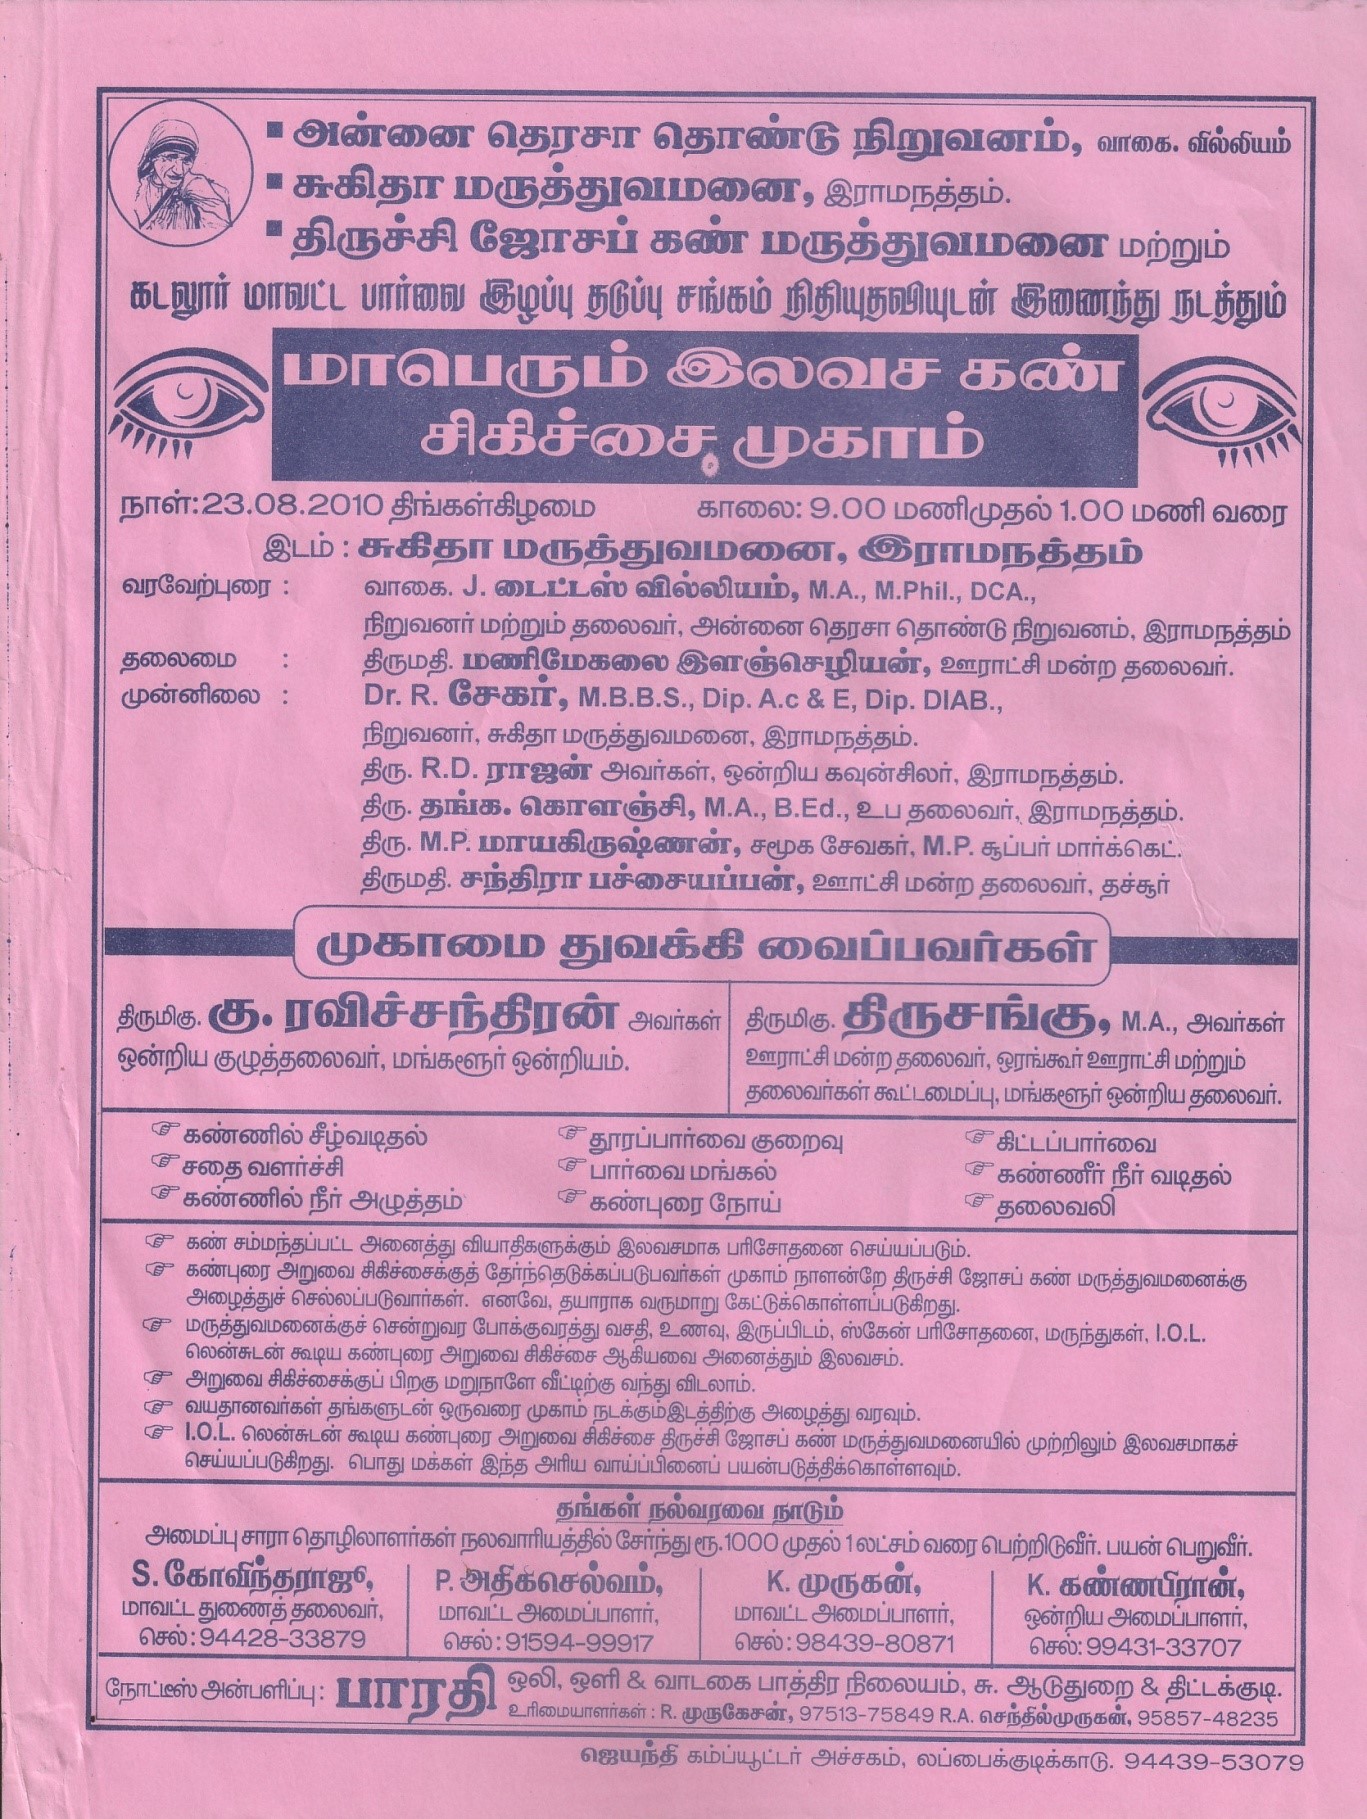 ▪ அன்னை தெரசா தொண்டு நிறுவனம், வாகை. வில்லியம்
▪ சுகிதா மருத்துவமனை, இராமநத்தம்.
▪ திருச்சி ஜோசப் கண் மருத்துவமனை மற்றும்
கடலூர் மாவட்ட பார்வை இழப்பு தடுப்பு சங்கம் நிதியுதவியுடன் இணைந்து நடத்தும்
மாபெரும் இலவச கண்
சிகிச்சை முகாம்
நாள்:23.08.2010 திங்கள்கிழமை காலை: 9.00 மணிமுதல் 1.00 மணி வரை
இடம் : சுகிதா மருத்துவமனை, இராமநத்தம்
வரவேற்புரை : வாகை. J. டைட்டஸ் வில்லியம், M.A., M.Phil., DCA.,
நிறுவனர் மற்றும் தலைவர், அன்னை தெரசா தொண்டு நிறுவனம், இராமநத்தம்
தலைமை : திருமதி. மணிமேகலை இளஞ்செழியன், ஊராட்சி மன்ற தலைவர்.
முன்னிலை : Dr. R. சேகர், M.B.B.S., Dip. A.c & E, Dip. DIAB.,
நிறுவனர், சுகிதா மருத்துவமனை, இராமநத்தம்.
திரு. R.D. ராஜன் அவர்கள், ஒன்றிய கவுன்சிலர், இராமநத்தம்.
திரு. தங்க. கொளஞ்சி, M.A., B.Ed., உப தலைவர், இராமநத்தம்.
திரு. M.P. மாயகிருஷ்ணன், சமூக சேவகர், M.P. சூப்பர் மார்க்கெட்.
திருமதி. சந்திரா பச்சையப்பன், ஊாட்சி மன்ற தலைவர், தச்சூர்
முகாமை துவக்கி வைப்பவர்கள்
திருமிகு. கு. ரவிச்சந்திரன் அவர்கள்
ஒன்றிய குழுத்தலைவர், மங்களூர் ஒன்றியம்.
திருமிகு. திருசங்கு, M.A., அவர்கள்
ஊராட்சி மன்ற தலைவர், ஒரங்கூர் ஊராட்சி மற்றும்
தலைவர்கள் கூட்டமைப்பு, மங்களூர் ஒன்றிய தலைவர்.
கண்ணில் சீழ்வடிதல் தூரப்பார்வை குறைவு கிட்டப்பார்வை
சதை வளர்ச்சி பார்வை மங்கல் கண்ணீர் நீர் வடிதல்
கண்ணில் நீர் அழுத்தம் கண்புரை நோய் தலைவலி
கண் சம்மந்தப்பட்ட அனைத்து வியாதிகளுக்கும் இலவசமாக பரிசோதனை செய்யப்படும்.
கண்புரை அறுவை சிகிச்சைக்குத் தேர்ந்தெடுக்கப்படுபவர்கள் முகாம் நாளன்றே திருச்சி ஜோசப் கண் மருத்துவமனைக்கு
அழைத்துச் செல்லப்படுவார்கள். எனவே, தயாராக வருமாறு கேட்டுக்கொள்ளப்படுகிறது.
மருத்துவமனைக்குச் சென்றுவர போக்குவரத்து வசதி, உணவு, இருப்பிடம், ஸ்கேன் பரிசோதனை, மருந்துகள், I.O.L.
லென்சுடன் கூடிய கண்புரை அறுவை சிகிச்சை ஆகியவை அனைத்தும் இலவசம்.
அறுவை சிகிச்சைக்குப் பிறகு மறுநாளே வீட்டிற்கு வந்து விடலாம்.
வயதானவர்கள் தங்களுடன் ஒருவரை முகாம் நடக்கும்இடத்திற்கு அழைத்து வரவும்.
I.O.L. லென்சுடன் கூடிய கண்புரை அறுவை சிகிச்சை திருச்சி ஜோசப் கண் மருத்துவமனையில் முற்றிலும் இலவசமாகச்
செய்யப்படுகிறது. பொது மக்கள் இந்த அரிய வாய்ப்பினைப் பயன்படுத்திக்கொள்ளவும்.
தங்கள் நல்வரவை நாடும்
அமைப்பு சாரா தொழிலாளர்கள் நலவாரியத்தில் சேர்ந்து ரூ.1000 முதல் 1 லட்சம் வரை பெற்றிடுவீர். பயன் பெறுவீர்.
S. கோவிந்தராஜூ,
மாவட்ட துணைத் தலைவர்,
செல்:94428-33879
P. அதிகச்செல்வம்,
மாவட்ட அமைப்பாளர்,
செல்:91594-99917
K. முருகன்,
மாவட்ட அமைப்பாளர்,
செல்:98439-80871
K. கண்ணபிரான்,
ஒன்றிய அமைப்பாளர்,
செல்:99431-33707
நோட்டீஸ் அன்பளிப்பு : பாரதி ஒலி, ஒளி & வாடகை பாத்திர நிலையம், சு. ஆடுதுறை & திட்டக்குடி.
உரிமையாளர்கள் : R. முருகேசன், 97513-75849 R.A. செந்தில்முருகன், 95857-48235
ஜெயந்தி கம்ப்யூட்டர் அச்சகம், லப்பைக்குடிக்காடு. 94439-53079